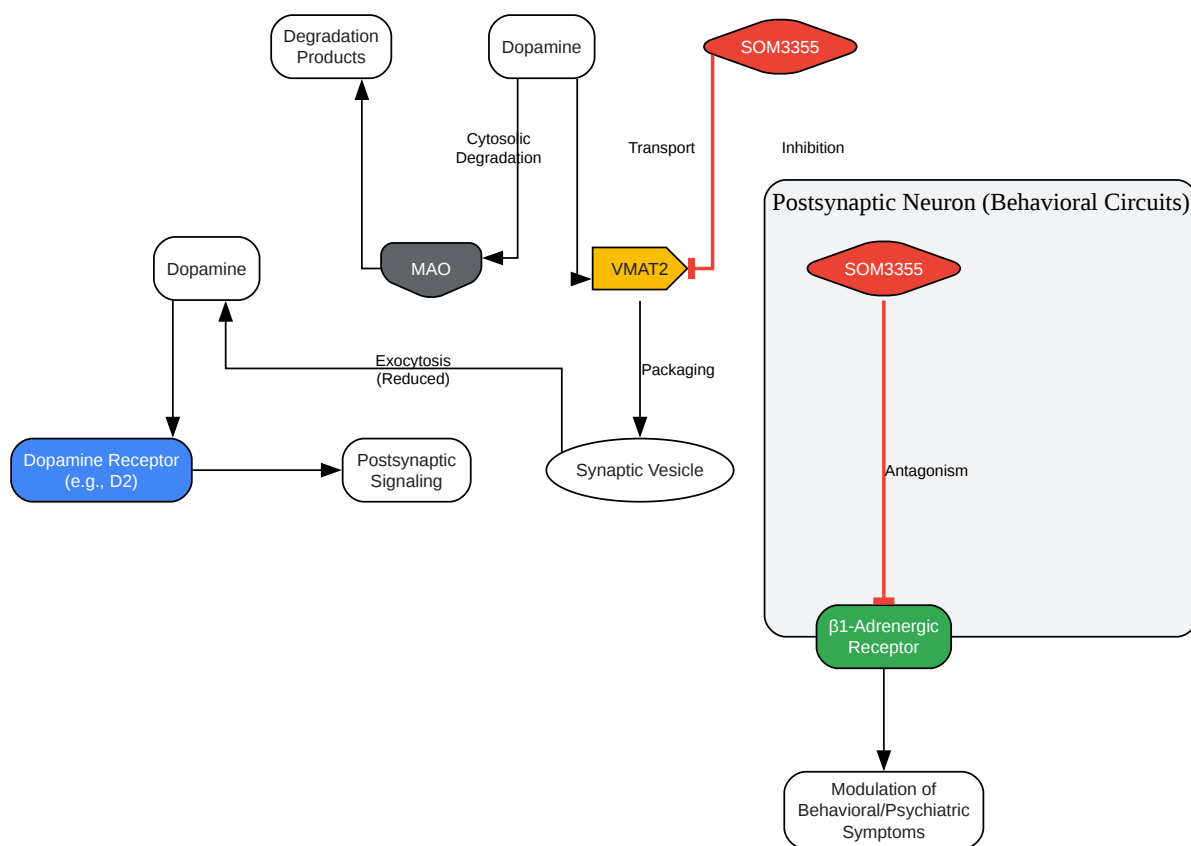 Degradation
Products
Dopamine
SOM3355
Cytosolic
Degradation
Transport
Inhibition
Postsynaptic Neuron (Behavioral Circuits)
Dopamine
MAO
VMAT2
SOM3355
Exocytosis
(Reduced)
Packaging
Dopamine Receptor
(e.g., D2)
Postsynaptic
Signaling
Synaptic Vesicle
Antagonism
β1-Adrenergic
Receptor
Modulation of
Behavioral/Psychiatric
Symptoms